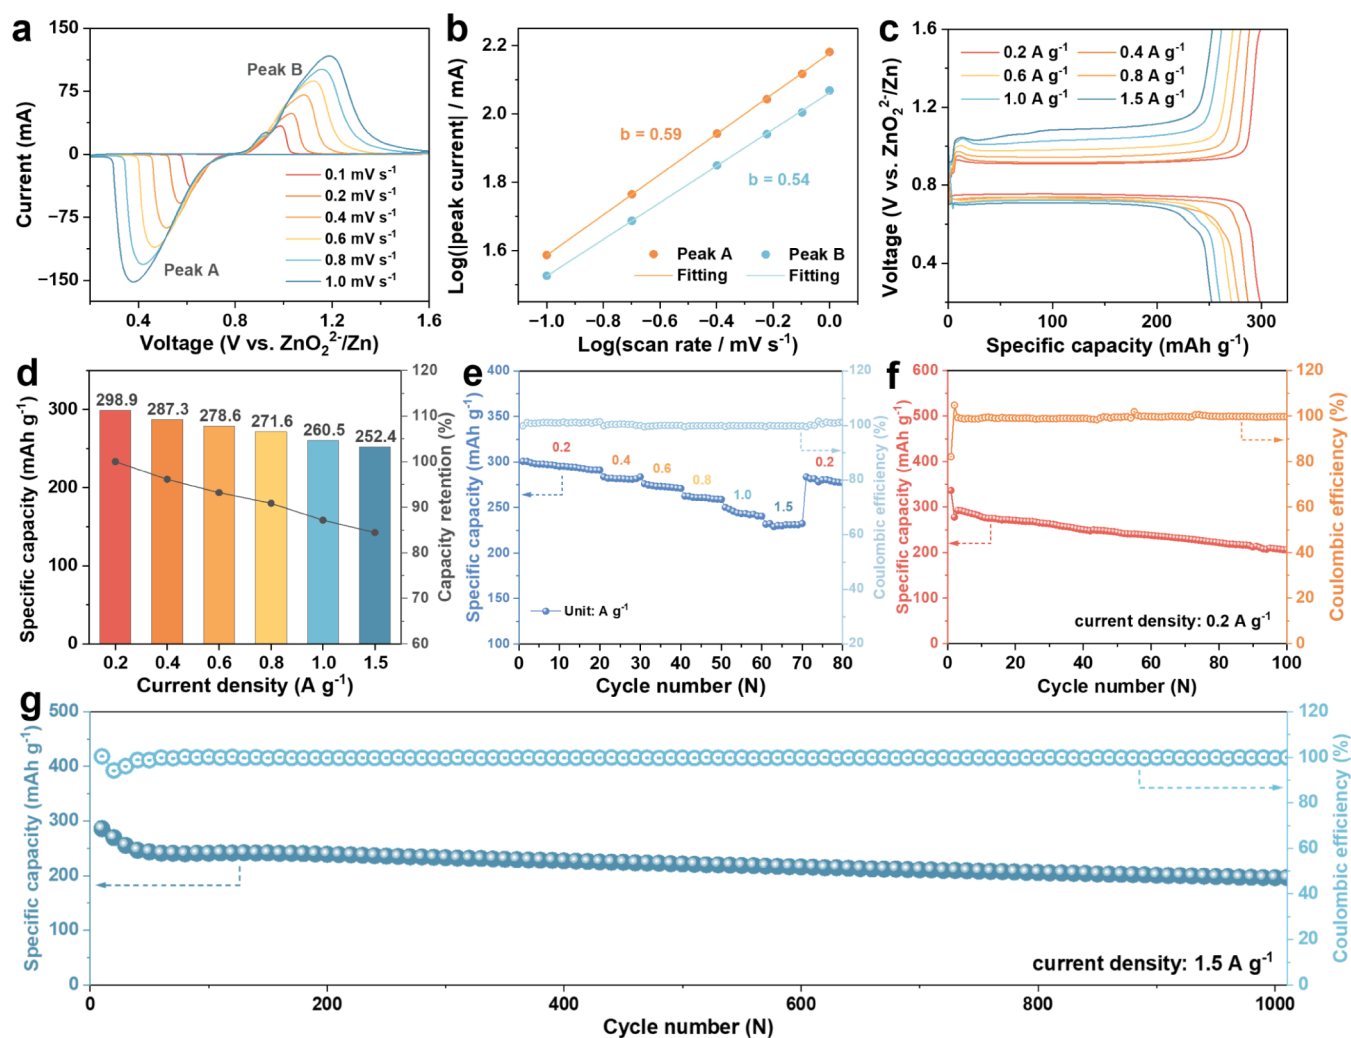 a
150
75
0
−75
−150
Current (mA)
Peak B
Peak A
0.1 mV s⁻¹
0.2 mV s⁻¹
0.4 mV s⁻¹
0.6 mV s⁻¹
0.8 mV s⁻¹
1.0 mV s⁻¹
0.4 0.8 1.2 1.6
Voltage (V vs. ZnO₂²⁻/Zn)
b
2.2
2.0
1.8
1.6
Log(|peak current| / mA)
b = 0.59
b = 0.54
Peak A Peak B
Fitting Fitting
−1.0 −0.8 −0.6 −0.4 −0.2 0.0
Log(scan rate / mV s⁻¹)
c
1.6
1.2
0.8
0.4
Voltage (V vs. ZnO₂²⁻/Zn)
0.2 A g⁻¹ 0.4 A g⁻¹
0.6 A g⁻¹ 0.8 A g⁻¹
1.0 A g⁻¹ 1.5 A g⁻¹
0 100 200 300
Specific capacity (mAh g⁻¹)
d
300
200
150
100
0
Specific capacity (mAh g⁻¹)
298.9 287.3 278.6 271.6 260.5 252.4
120
110
100
90
80
70
60
Capacity retention (%)
0.2 0.4 0.6 0.8 1.0 1.5
Current density (A g⁻¹)
e
400
350
300
250
200
300
150
100
Specific capacity (mAh g⁻¹)
0.2 0.4 0.6 0.8 1.0 1.5 0.2
Unit: A g⁻¹
120
100
80
60
40
20
Coulombic efficiency (%)
0 10 20 30 40 50 60 70 80
Cycle number (N)
f
600
500
400
300
200
100
0
Specific capacity (mAh g⁻¹)
current density: 0.2 A g⁻¹
120
100
80
60
40
20
0
Coulombic efficiency (%)
0 20 40 60 80 100
Cycle number (N)
g
500
400
300
200
100
0
Specific capacity (mAh g⁻¹)
current density: 1.5 A g⁻¹
120
100
80
60
40
20
0
Coulombic efficiency (%)
0 200 400 600 800 1000
Cycle number (N)